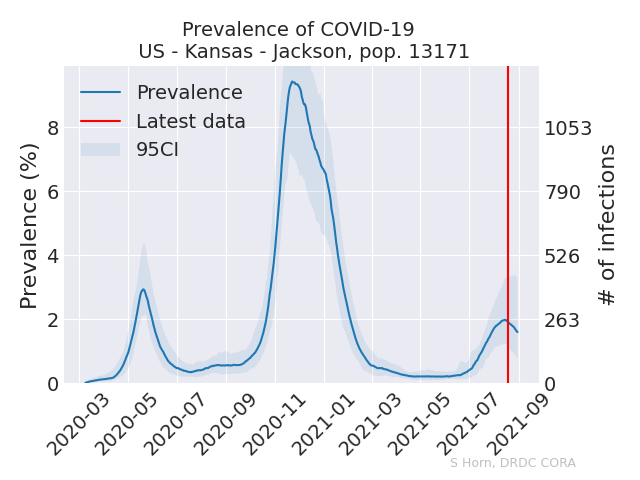 Prevalence of COVID-19
US - Kansas - Jackson, pop. 13171
Prevalence
Latest data
95CI
Prevalence (%)
8
6
4
2
0
1053
790
526
263
0
# of infections
2020-03
2020-05
2020-07
2020-09
2020-11
2021-01
2021-03
2021-05
2021-07
2021-09
S Horn, DRDC CORA